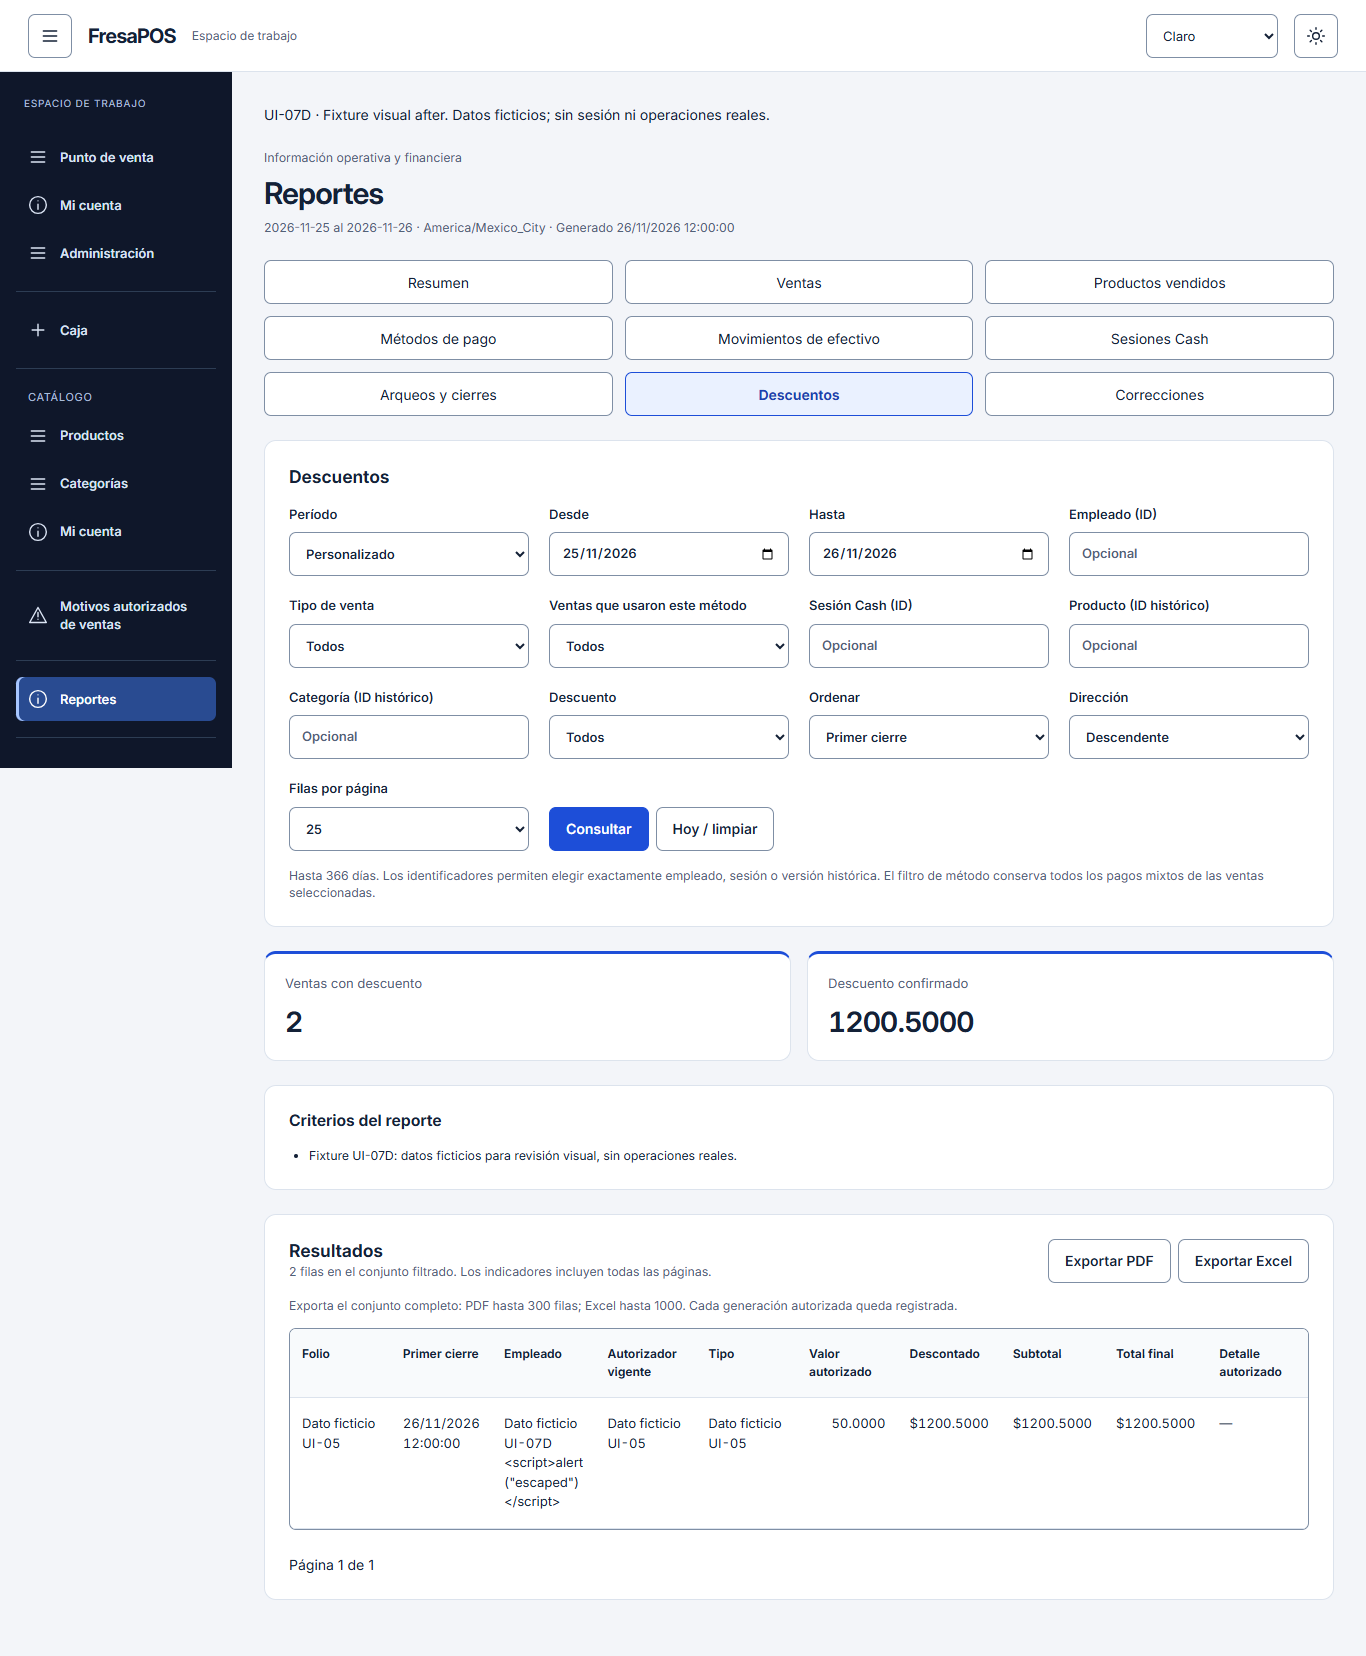 FresaPOS
Espacio de trabajo
Claro
ESPACIO DE TRABAJO
Punto de venta
Mi cuenta
Administración
Caja
CATÁLOGO
Productos
Categorías
Mi cuenta
Motivos autorizados
de ventas
Reportes
UI-07D · Fixture visual after. Datos ficticios; sin sesión ni operaciones reales.
Información operativa y financiera
Reportes
2026-11-25 al 2026-11-26 · America/Mexico_City · Generado 26/11/2026 12:00:00
Resumen
Ventas
Productos vendidos
Métodos de pago
Movimientos de efectivo
Sesiones Cash
Arqueos y cierres
Descuentos
Correcciones
Descuentos
Período
Desde
Hasta
Empleado (ID)
Personalizado
25/11/2026
26/11/2026
Opcional
Tipo de venta
Ventas que usaron este método
Sesión Cash (ID)
Producto (ID histórico)
Todos
Todos
Opcional
Opcional
Categoría (ID histórico)
Descuento
Ordenar
Dirección
Opcional
Todos
Primer cierre
Descendente
Filas por página
25
Consultar
Hoy / limpiar
Hasta 366 días. Los identificadores permiten elegir exactamente empleado, sesión o versión histórica. El filtro de método conserva todos los pagos mixtos de las ventas
seleccionadas.
Ventas con descuento
2
Descuento confirmado
1200.5000
Criterios del reporte
• Fixture UI-07D: datos ficticios para revisión visual, sin operaciones reales.
Resultados
2 filas en el conjunto filtrado. Los indicadores incluyen todas las páginas.
Exportar PDF
Exportar Excel
Exporta el conjunto completo: PDF hasta 300 filas; Excel hasta 1000. Cada generación autorizada queda registrada.
Folio
Primer cierre
Empleado
Autorizador
vigente
Tipo
Valor
autorizado
Descontado
Subtotal
Total final
Detalle
autorizado
Dato ficticio
UI-05
26/11/2026
12:00:00
Dato ficticio
UI-07D
<script>alert
("escaped")
</script>
Dato ficticio
UI-05
Dato ficticio
UI-05
50.0000
$1200.5000
$1200.5000
$1200.5000
—
Página 1 de 1